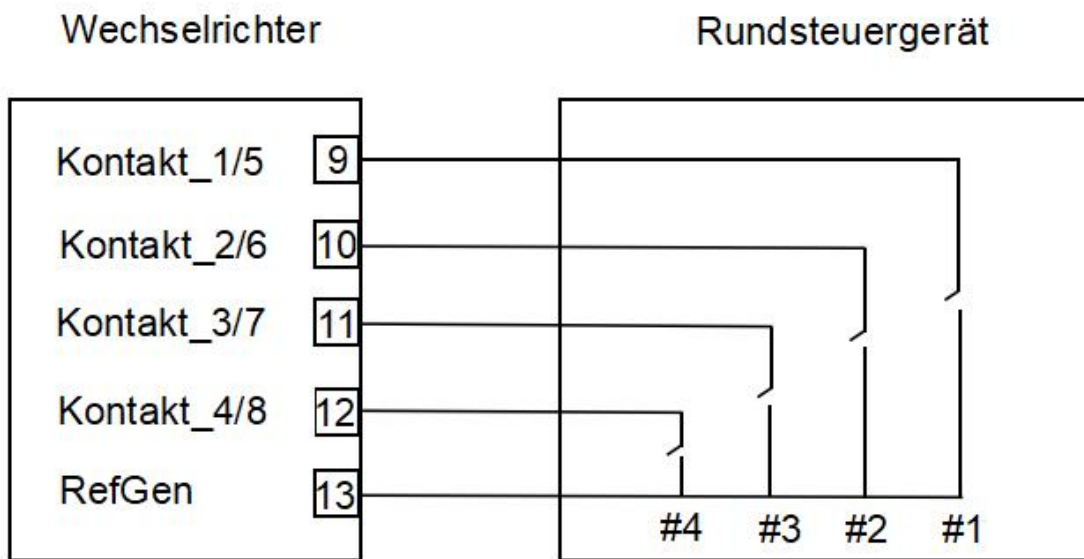 Wechselrichter
Rundsteuergerät
Kontakt_1/5 9
Kontakt_2/6 10
Kontakt_3/7 11
Kontakt_4/8 12
RefGen 13
#4 #3 #2 #1